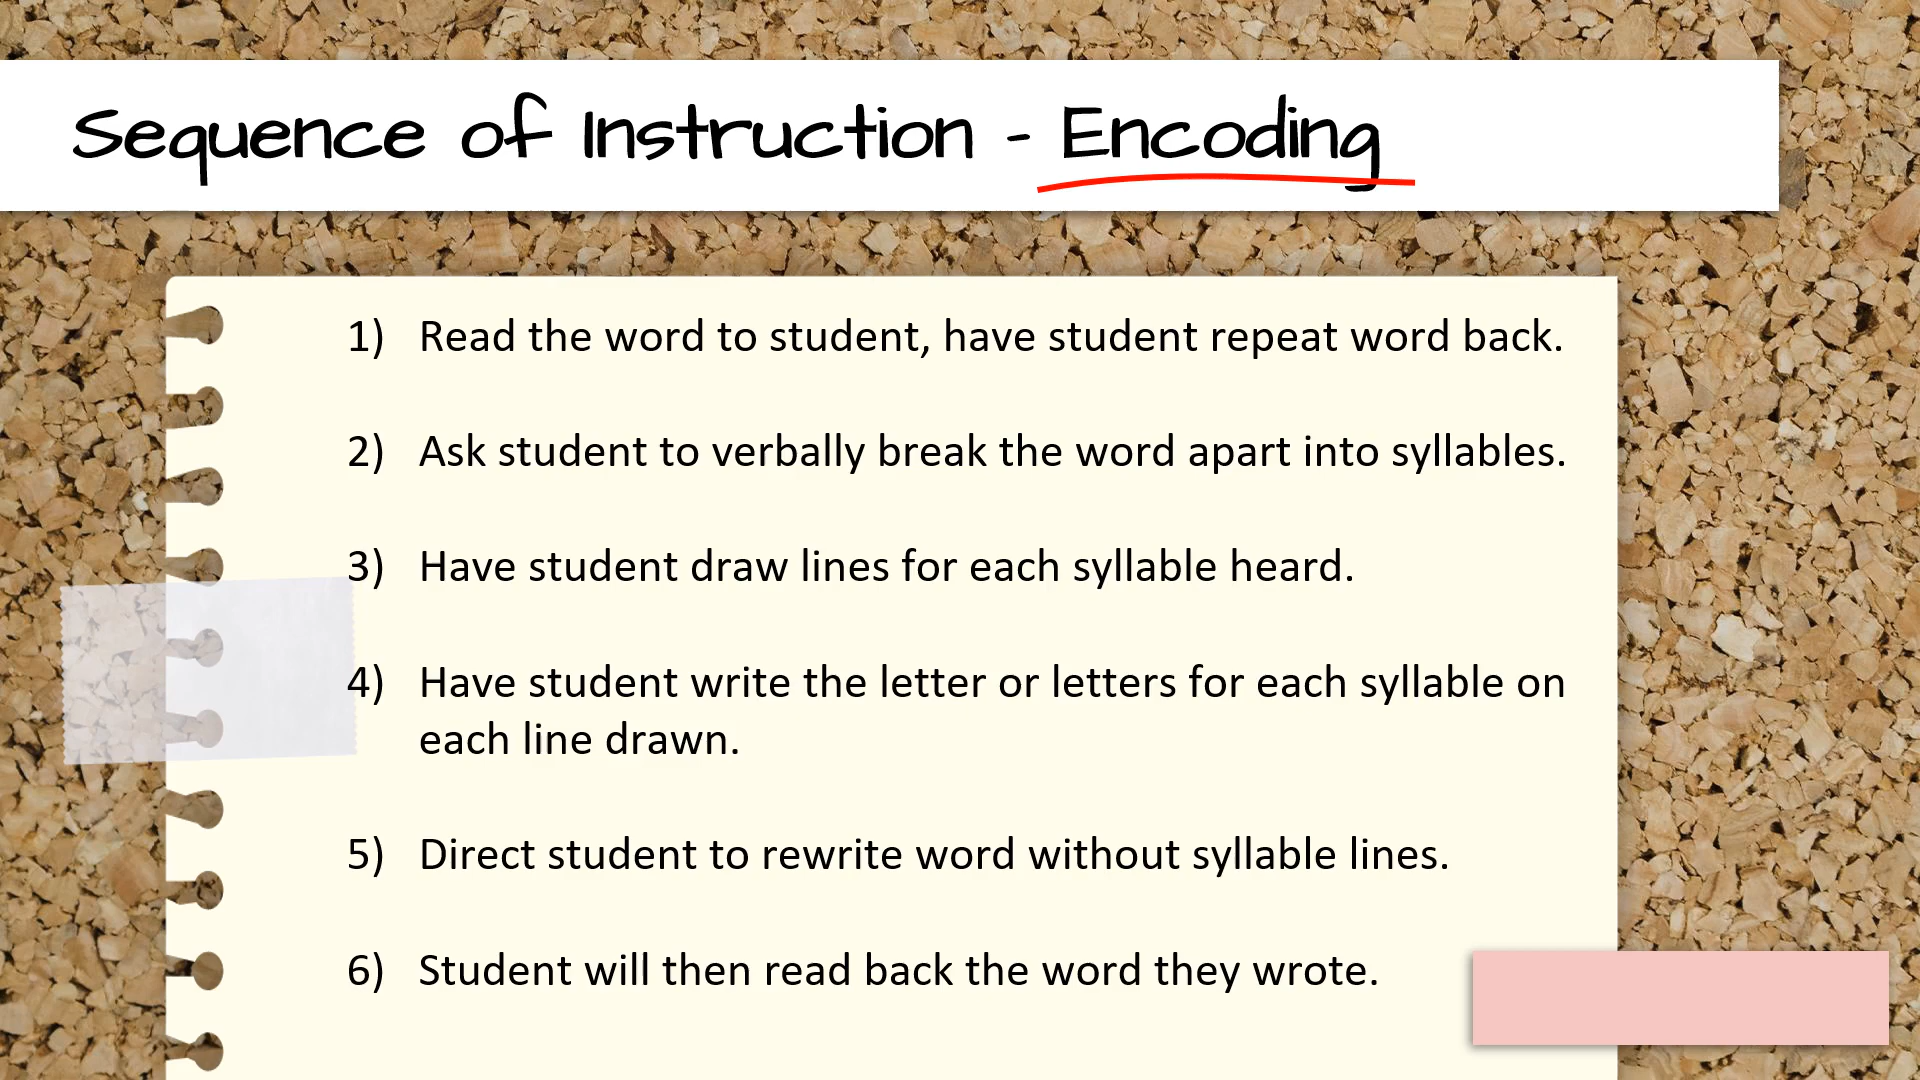 Sequence of Instruction - Encoding
1) Read the word to student, have student repeat word back.
2) Ask student to verbally break the word apart into syllables.
3) Have student draw lines for each syllable heard.
4) Have student write the letter or letters for each syllable on
each line drawn.
5) Direct student to rewrite word without syllable lines.
6) Student will then read back the word they wrote.